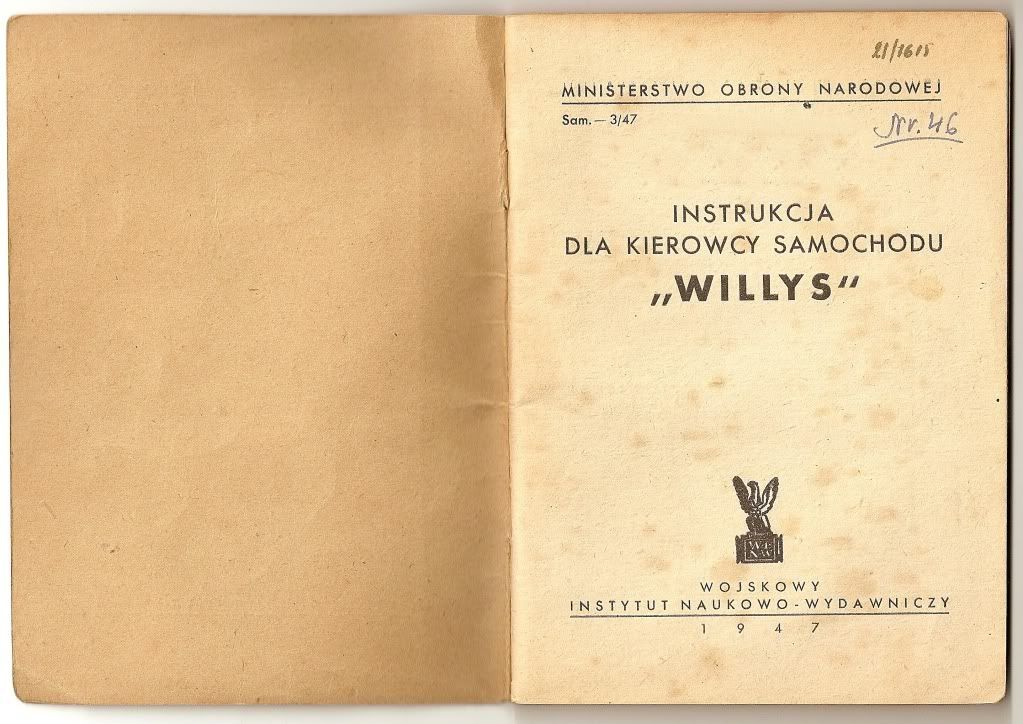 21/1615
MINISTERSTWO OBRONY NARODOWEJ
Sam. — 3/47
Nr. 46
INSTRUKCJA
DLA KIEROWCY SAMOCHODU
„WILLYS“
WOJSKOWY
INSTYTUT NAUKOWO-WYDAWNICZY
1947